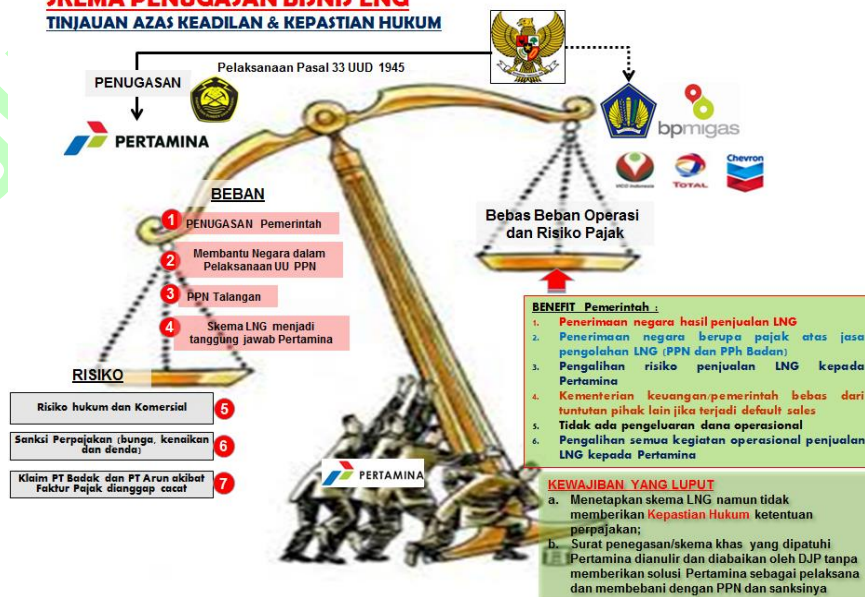 SKEMA PENUGASAN BISNIS LNG
TINJAUAN AZAS KEADILAN & KEPASTIAN HUKUM
Pelaksanaan Pasal 33 UUD 1945
PENUGASAN
PERTAMINA
bpmigas
VICO Indonesia
TOTAL
Chevron
BEBAN
1 PENUGASAN Pemerintah
2 Membantu Negara dalam
Pelaksanaan UU PPN
3 PPN Talangan
4 Skema LNG menjadi
tanggung jawab Pertamina
Bebas Beban Operasi
dan Risiko Pajak
RISIKO
Risiko hukum dan Komersial 5
Sanksi Perpajakan (bunga, kenaikan
dan denda) 6
Klaim PT Badak dan PT Arun akibat
Faktur Pajak dianggap cacat 7
PERTAMINA
BENEFIT Pemerintah :
1. Penerimaan negara hasil penjualan LNG
2. Penerimaan negara berupa pajak atas jasa
pengolahan LNG (PPN dan PPh Badan)
3. Pengalihan risiko penjualan LNG kepada
Pertamina
4. Kementerian keuangan/pemerintah bebas dari
tuntutan pihak lain jika terjadi default sales
5. Tidak ada pengeluaran dana operasional
6. Pengalihan semua kegiatan operasional penjualan
LNG kepada Pertamina
KEWAJIBAN YANG LUPUT
a. Menetapkan skema LNG namun tidak
memberikan Kepastian Hukum ketentuan
perpajakan;
b. Surat penegasan/skema khas yang dipatuhi
Pertamina dianulir dan diabaikan oleh DJP tanpa
memberikan solusi Pertamina sebagai pelaksana
dan membebani dengan PPN dan sanksinya